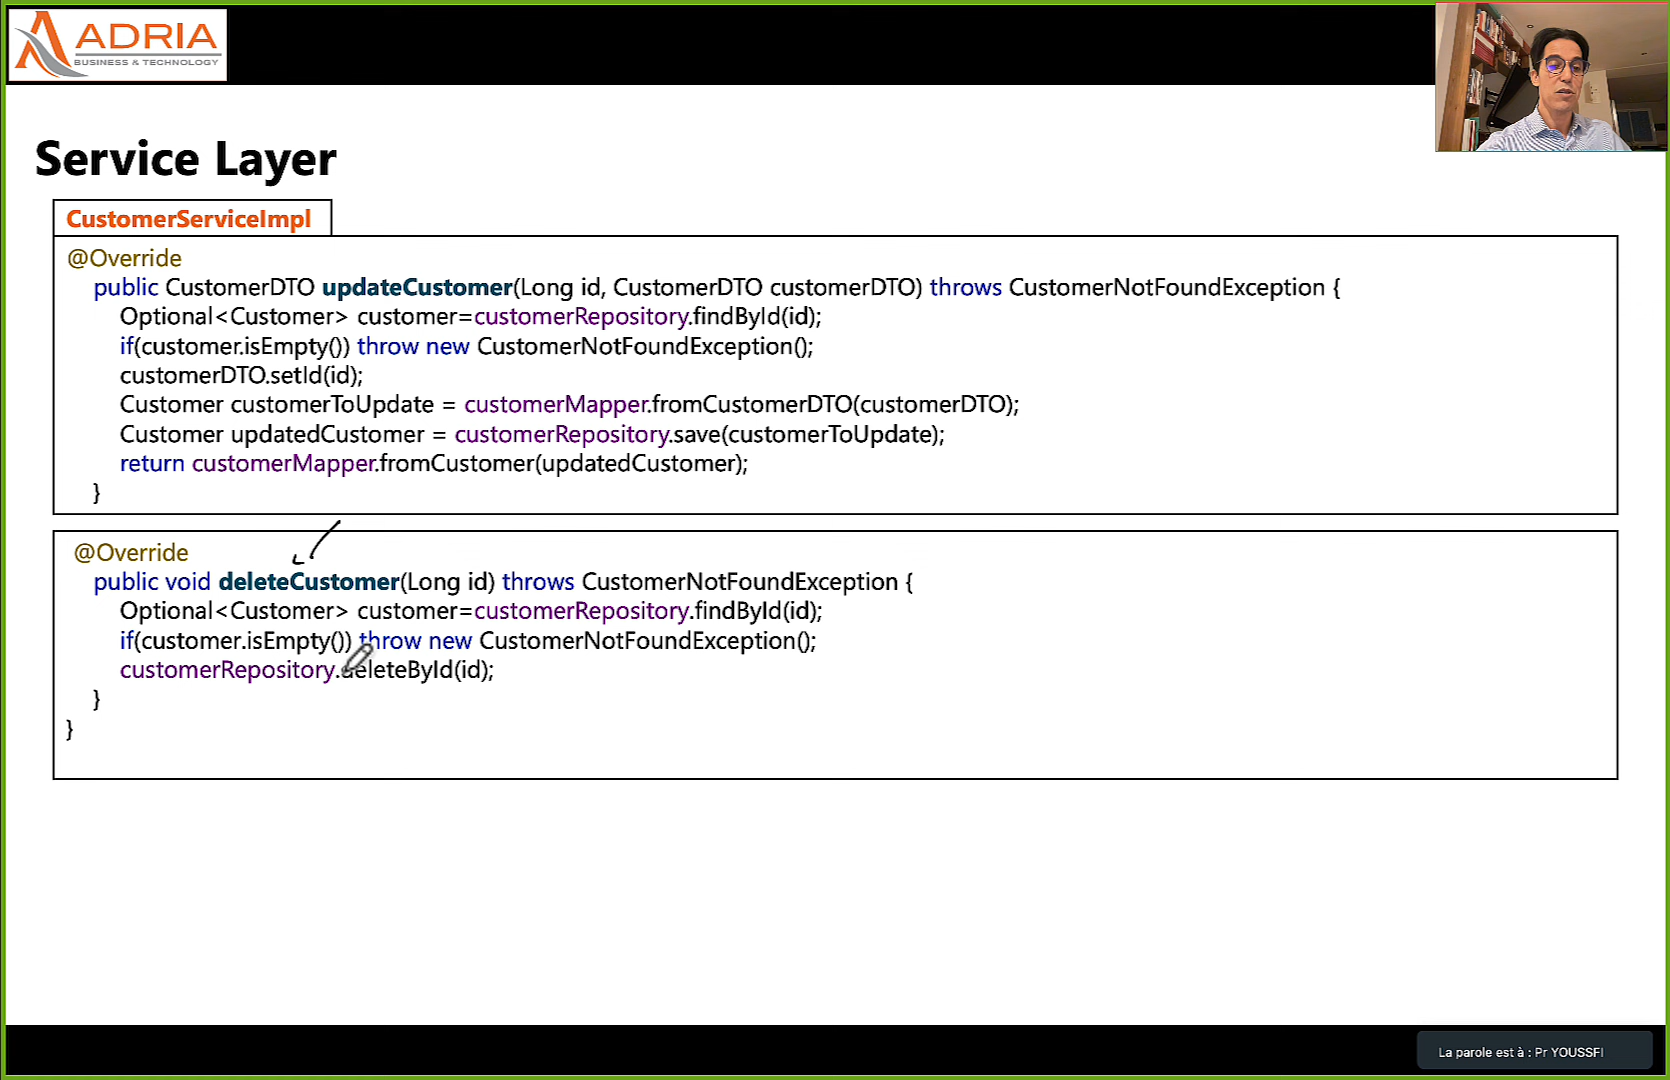 ADRIA
BUSINESS & TECHNOLOGY
Service Layer
CustomerServiceImpl
@Override
public CustomerDTO updateCustomer(Long id, CustomerDTO customerDTO) throws CustomerNotFoundException {
Optional<Customer> customer=customerRepository.findById(id);
if(customer.isEmpty()) throw new CustomerNotFoundException();
customerDTO.setId(id);
Customer customerToUpdate = customerMapper.fromCustomerDTO(customerDTO);
Customer updatedCustomer = customerRepository.save(customerToUpdate);
return customerMapper.fromCustomer(updatedCustomer);
}
@Override
public void deleteCustomer(Long id) throws CustomerNotFoundException {
Optional<Customer> customer=customerRepository.findById(id);
if(customer.isEmpty()) throw new CustomerNotFoundException();
customerRepository.deleteById(id);
}
}
La parole est à : Pr YOUSSFI